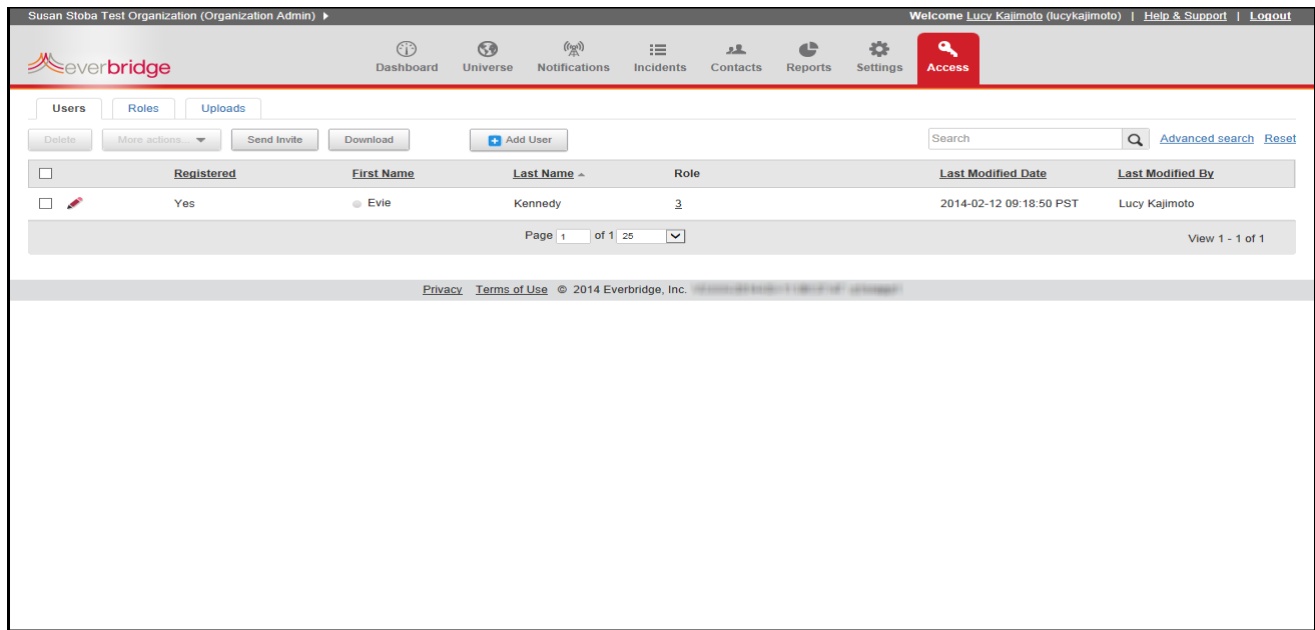 Susan Stoba Test Organization (Organization Admin) Welcome Lucy Kajimoto (lucykajimoto) | Help & Support | Logout
everbridge Dashboard Universe Notifications Incidents Contacts Reports Settings Access
Users Roles Uploads
Delete More actions... Send Invite Download Add User Search Advanced search Reset
Registered First Name Last Name Role Last Modified Date Last Modified By
Yes Evie Kennedy 3 2014-02-12 09:18:50 PST Lucy Kajimoto
Page 1 of 1 25 View 1 - 1 of 1
Privacy Terms of Use © 2014 Everbridge, Inc.